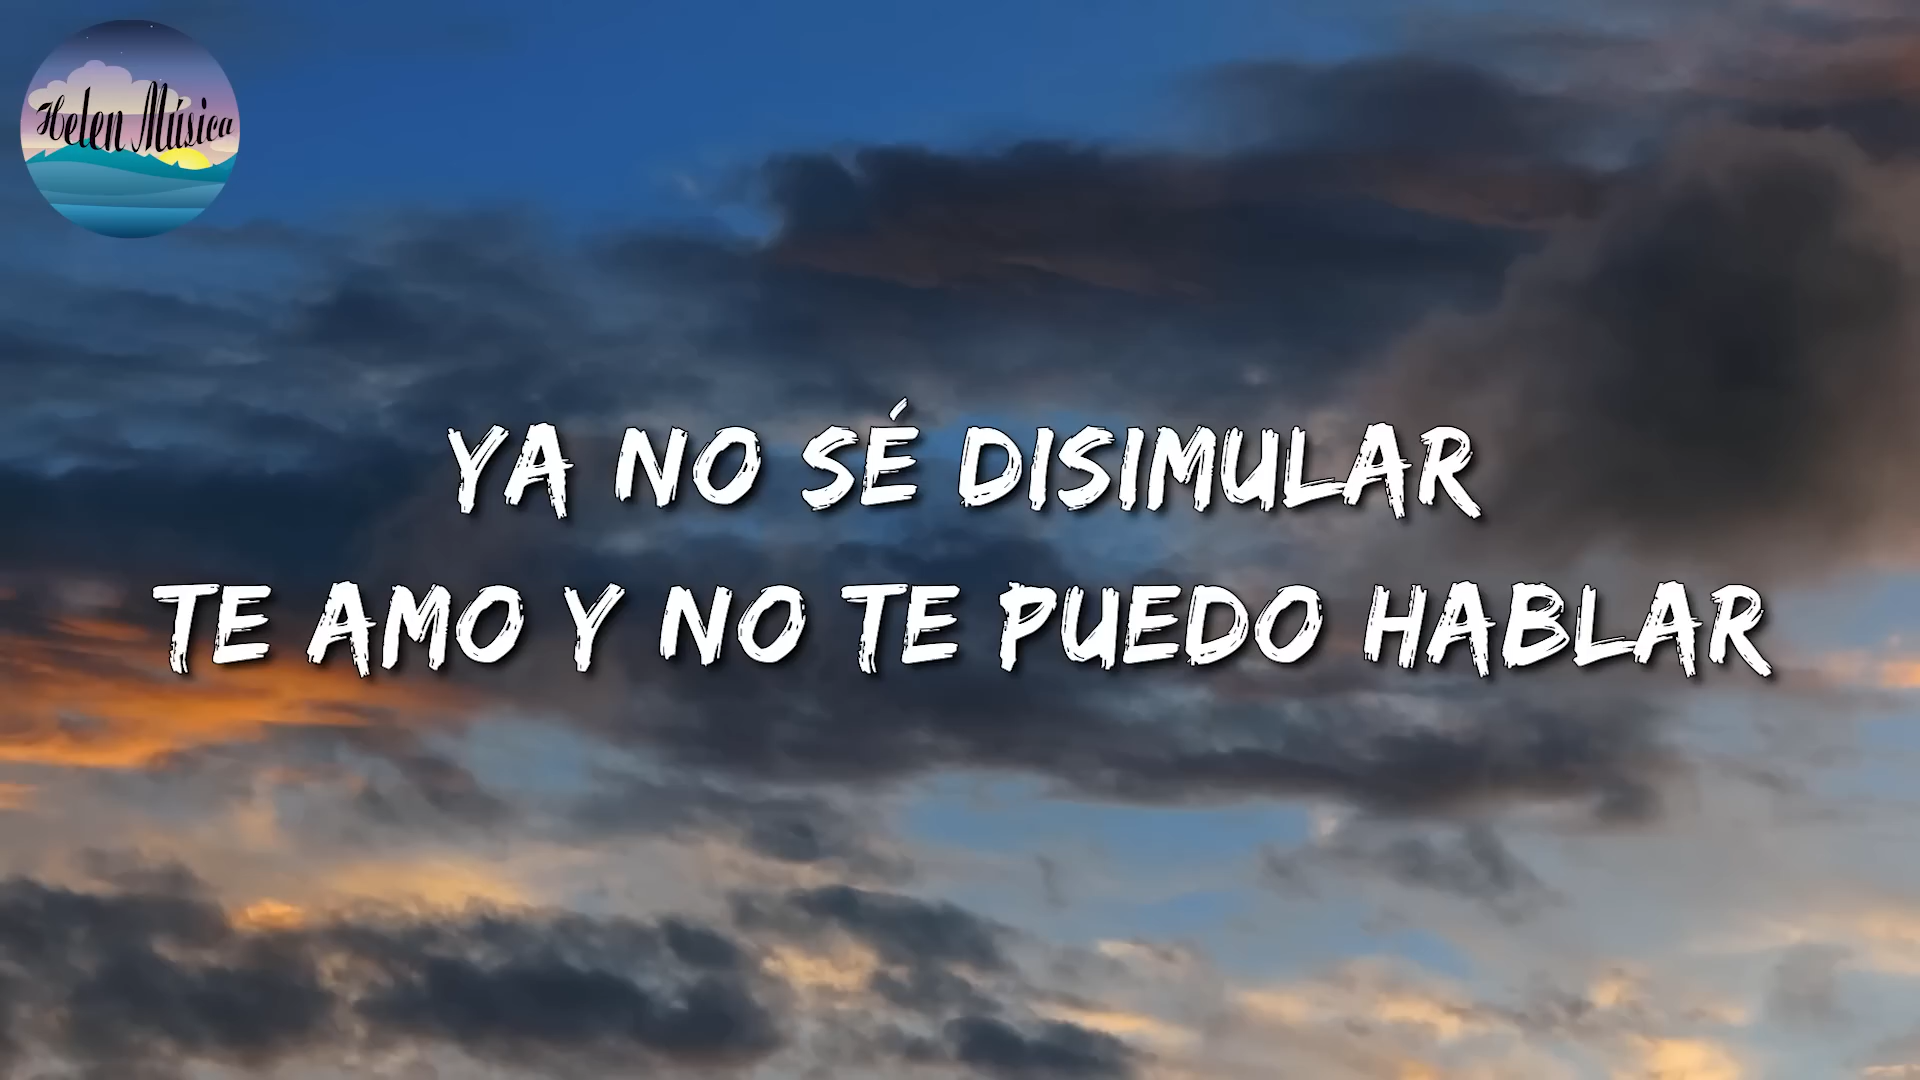 Helen Música
YA NO SÉ DISIMULAR
TE AMO Y NO TE PUEDO HABLAR